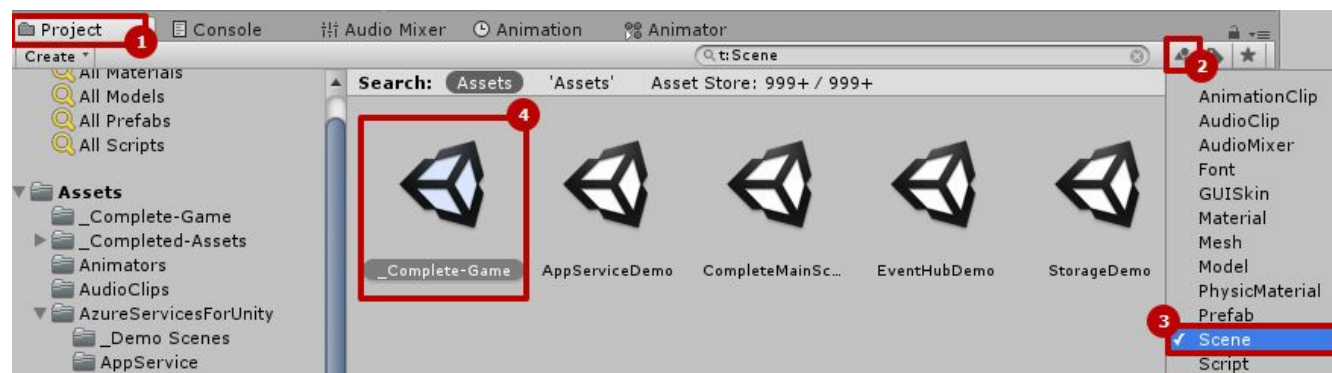 Project
Console
Audio Mixer
Animation
Animator
1
Create
t:Scene
2
All Materials
All Models
All Prefabs
All Scripts
Assets
_Complete-Game
_Completed-Assets
Animators
AudioClips
AzureServicesForUnity
_Demo Scenes
AppService
Search: Assets 'Assets' Asset Store: 999+ / 999+
4
_Complete-Game
AppServiceDemo
CompleteMainSc...
EventHubDemo
StorageDemo
AnimationClip
AudioClip
AudioMixer
Font
GUISkin
Material
Mesh
Model
PhysicMaterial
Prefab
3
Scene
Script